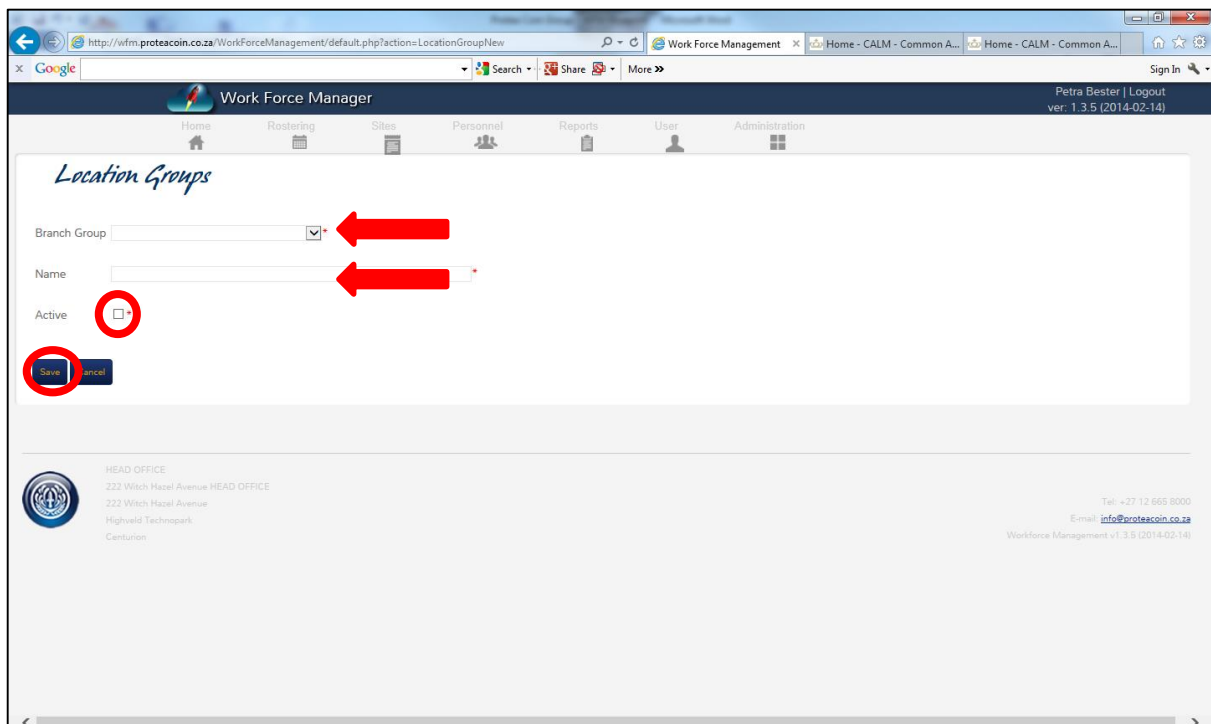 http://wfm.proteacoin.co.za/WorkForceManagement/default.php?action=LocationGroupNew
Work Force Management
Home - CALM - Common A...
Home - CALM - Common A...
x Google Search Share More >> Sign In
Work Force Manager
Petra Bester | Logout
ver: 1.3.5 (2014-02-14)
Home Rostering Sites Personnel Reports User Administration
Location Groups
Branch Group *
Name *
Active *
Save Cancel
HEAD OFFICE
222 Witch Hazel Avenue HEAD OFFICE
222 Witch Hazel Avenue
Highveld Technopark
Centurion
Tel: +27 12 665 8000
E-mail: info@proteacoin.co.za
Workforce Management v1.3.5 (2014-02-14)